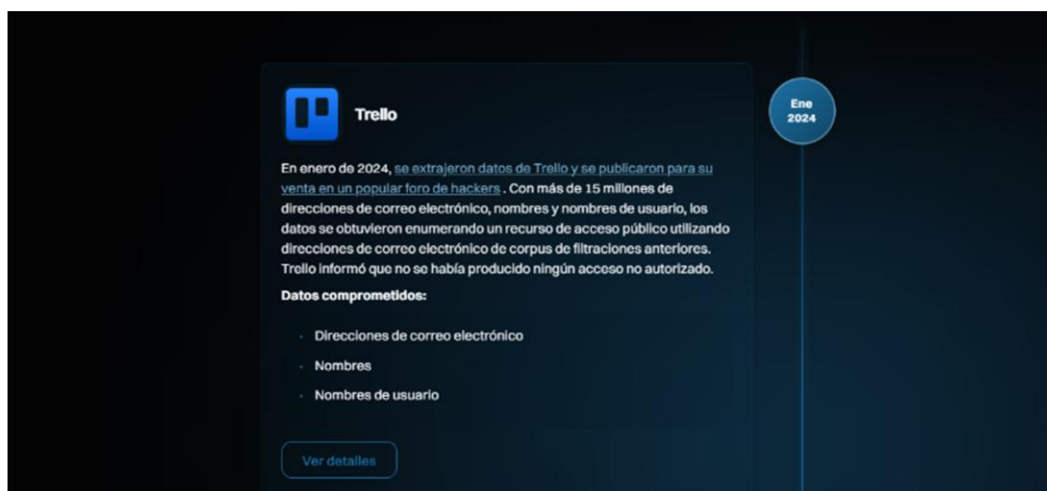 Trello
Ene
2024
En enero de 2024, se extrajeron datos de Trello y se publicaron para su
venta en un popular foro de hackers . Con más de 15 millones de
direcciones de correo electrónico, nombres y nombres de usuario, los
datos se obtuvieron enumerando un recurso de acceso público utilizando
direcciones de correo electrónico de corpus de filtraciones anteriores.
Trello informó que no se había producido ningún acceso no autorizado.
Datos comprometidos:
Direcciones de correo electrónico
Nombres
Nombres de usuario
Ver detalles